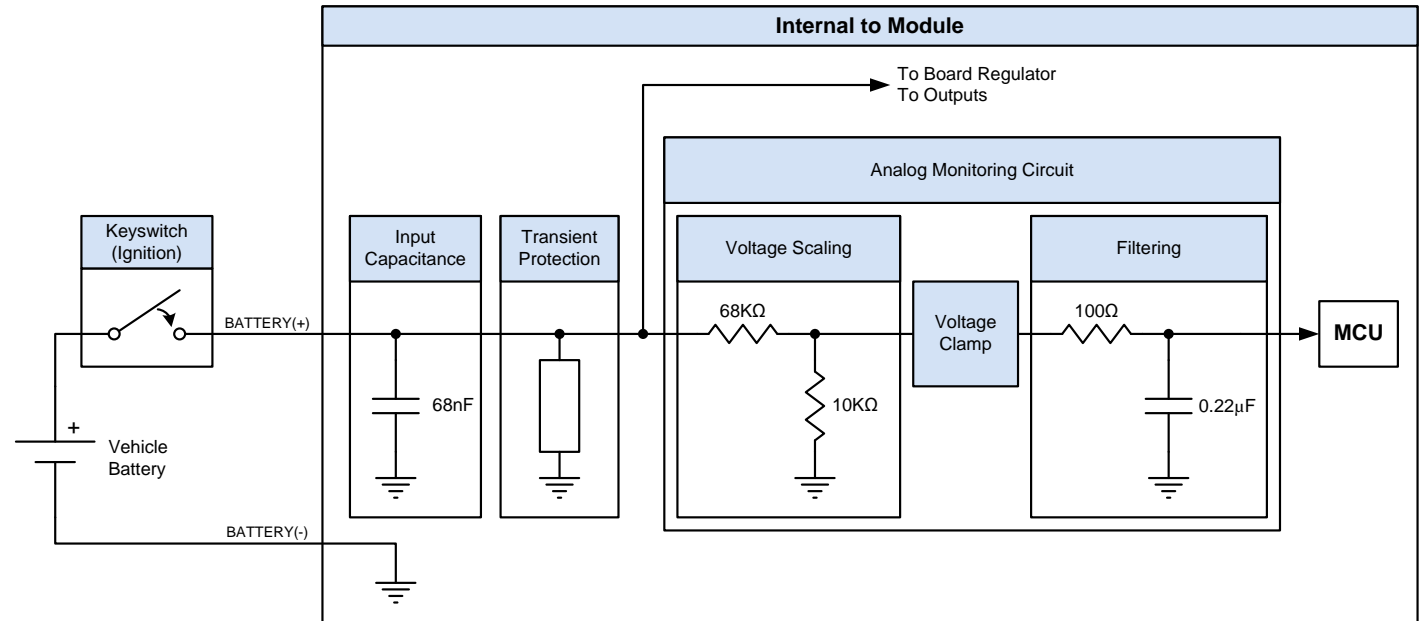 Internal to Module
To Board Regulator
To Outputs
Analog Monitoring Circuit
Keyswitch
(Ignition)
Input
Capacitance
Transient
Protection
Voltage Scaling
Filtering
BATTERY(+)
68KΩ
Voltage
Clamp
100Ω
MCU
68nF
10KΩ
0.22µF
+
Vehicle
Battery
BATTERY(-)